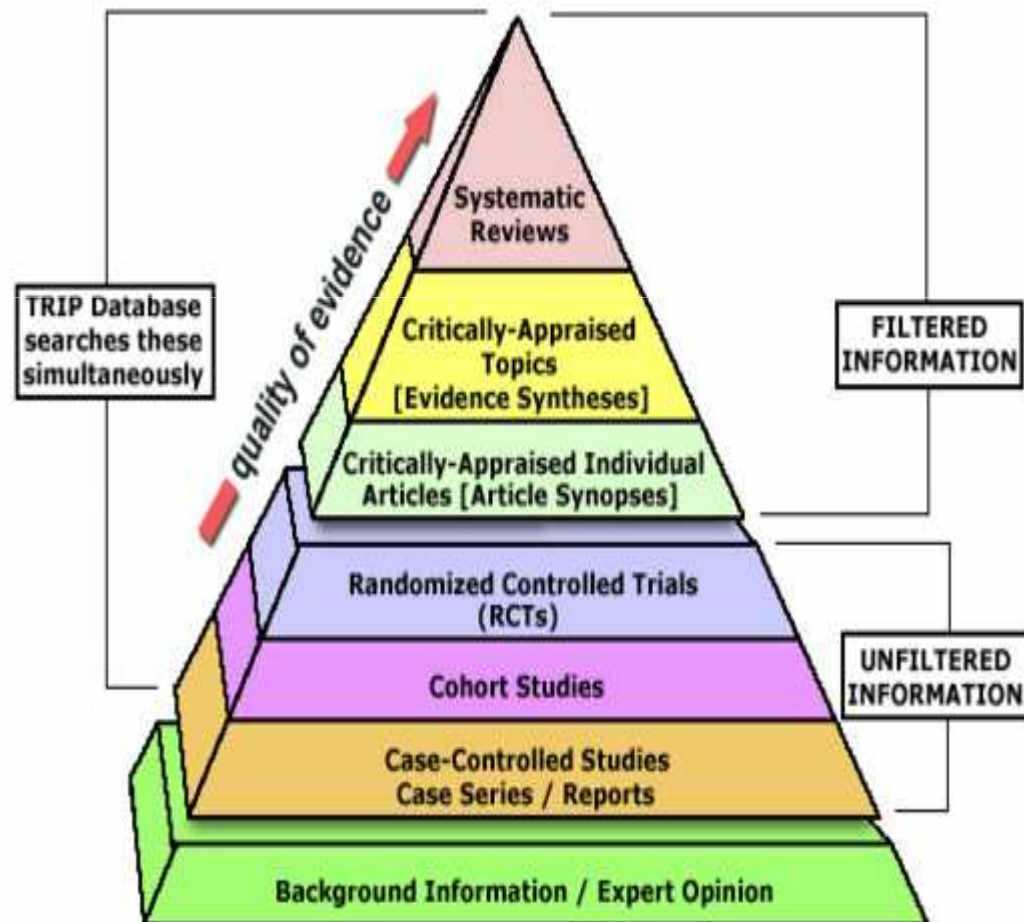 Systematic
Reviews
quality of evidence
TRIP Database
searches these
simultaneously
Critically-Appraised
Topics
[Evidence Syntheses]
FILTERED
INFORMATION
Critically-Appraised Individual
Articles [Article Synopses]
Randomized Controlled Trials
(RCTs)
Cohort Studies
UNFILTERED
INFORMATION
Case-Controlled Studies
Case Series / Reports
Background Information / Expert Opinion